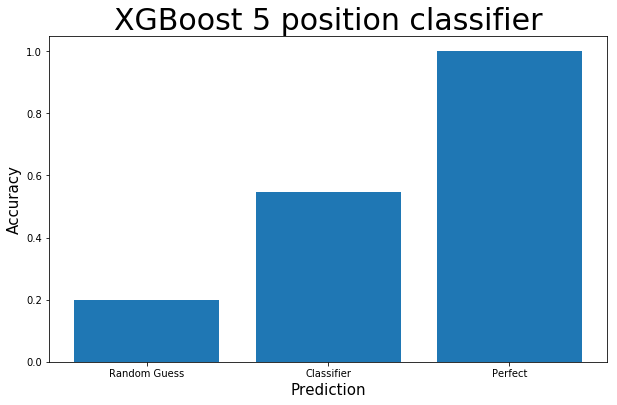 XGBoost 5 position classifier
Accuracy
1.0
0.8
0.6
0.4
0.2
0.0
Random Guess
Classifier
Perfect
Prediction